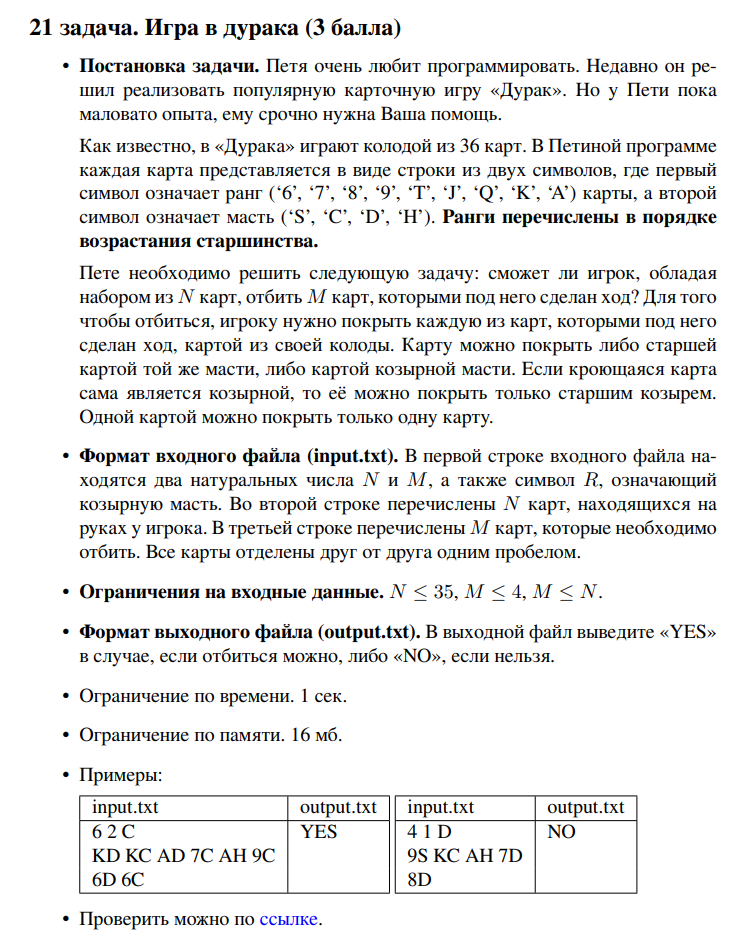 21 задача. Игра в дурака (3 балла)
• Постановка задачи. Петя очень любит программировать. Недавно он ре-
шил реализовать популярную карточную игру «Дурак». Но у Пети пока
маловато опыта, ему срочно нужна Ваша помощь.
Как известно, в «Дурака» играют колодой из 36 карт. В Петиной программе
каждая карта представляется в виде строки из двух символов, где первый
символ означает ранг (‘6’, ‘7’, ‘8’, ‘9’, ‘T’, ‘J’, ‘Q’, ‘K’, ‘A’) карты, а второй
символ означает масть (‘S’, ‘C’, ‘D’, ‘H’). Ранги перечислены в порядке
возрастания старшинства.
Пете необходимо решить следующую задачу: сможет ли игрок, обладая
набором из N карт, отбить M карт, которыми под него сделан ход? Для того
чтобы отбиться, игроку нужно покрыть каждую из карт, которыми под него
сделан ход, картой из своей колоды. Карту можно покрыть либо старшей
картой той же масти, либо картой козырной масти. Если кроющаяся карта
сама является козырной, то её можно покрыть только старшим козырем.
Одной картой можно покрыть только одну карту.
• Формат входного файла (input.txt). В первой строке входного файла на-
ходятся два натуральных числа N и M, а также символ R, означающий
козырную масть. Во второй строке перечислены N карт, находящихся на
руках у игрока. В третьей строке перечислены M карт, которые необходимо
отбить. Все карты отделены друг от друга одним пробелом.
• Ограничения на входные данные. N ≤ 35, M ≤ 4, M ≤ N.
• Формат выходного файла (output.txt). В выходной файл выведите «YES»
в случае, если отбиться можно, либо «NO», если нельзя.
• Ограничение по времени. 1 сек.
• Ограничение по памяти. 16 мб.
• Примеры:
input.txt output.txt input.txt output.txt
6 2 C YES 4 1 D NO
KD KC AD 7C AH 9C 9S KC AH 7D
6D 6C 8D
• Проверить можно по ссылке.